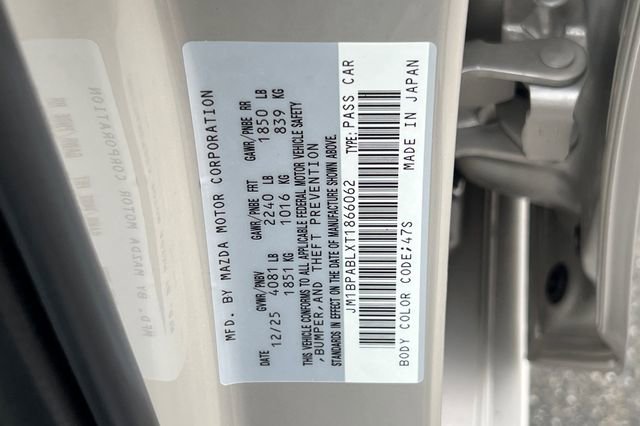 MFD. BY MAZDA MOTOR CORPORATION
DATE GVWR/PNBV GAWR/PNBE FRT GAWR/PNBE RR
12/25 4081 LB 2240 LB 1850 LB
1851 KG 1016 KG 839 KG
THIS VEHICLE CONFORMS TO ALL APPLICABLE FEDERAL MOTOR VEHICLE SAFETY
,BUMPER,AND THEFT PREVENTION
STANDARDS IN EFFECT ON THE DATE OF MANUFACTURE SHOWN ABOVE.
JM1BPABLXT1866062 TYPE: PASS CAR
BODY COLOR CODE;47S MADE IN JAPAN